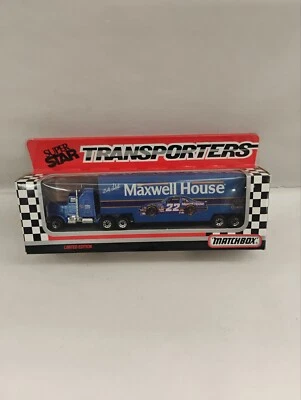 SUPER
STAR
TRANSPORTERS
Maxwell House
22
LIMITED EDITION
MATCHBOX